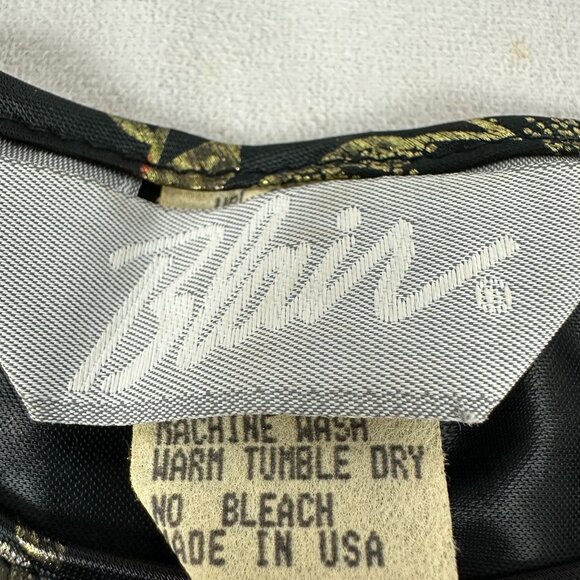 Blair ®
MACHINE WASH
WARM TUMBLE DRY
NO BLEACH
MADE IN USA